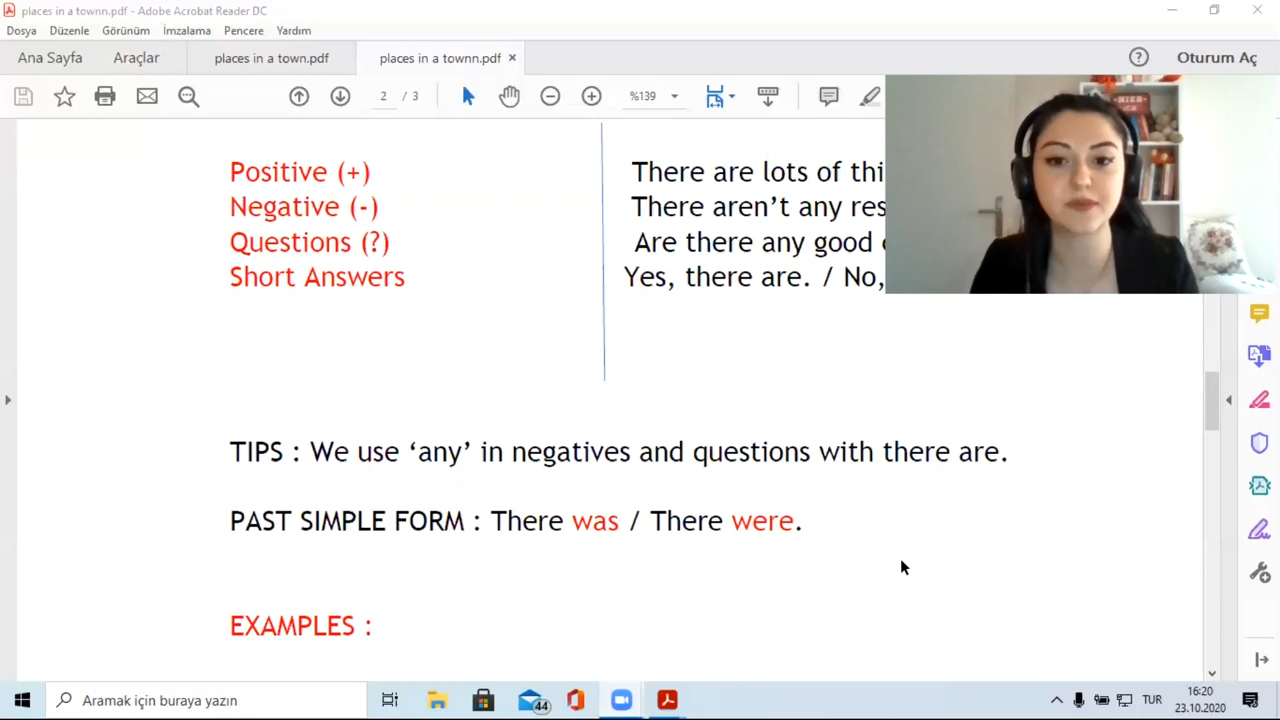 places in a townn.pdf - Adobe Acrobat Reader DC
Dosya Düzenle Görünüm İmzalama Pencere Yardım
Ana Sayfa Araçlar places in a town.pdf places in a townn.pdf × Oturum Aç
2 / 3 %139
Positive (+) There are lots of thi
Negative (-) There aren’t any res
Questions (?) Are there any good
Short Answers Yes, there are. / No,
TIPS : We use ‘any’ in negatives and questions with there are.
PAST SIMPLE FORM : There was / There were.
EXAMPLES :
Aramak için buraya yazın 44 TUR 16:20
23.10.2020